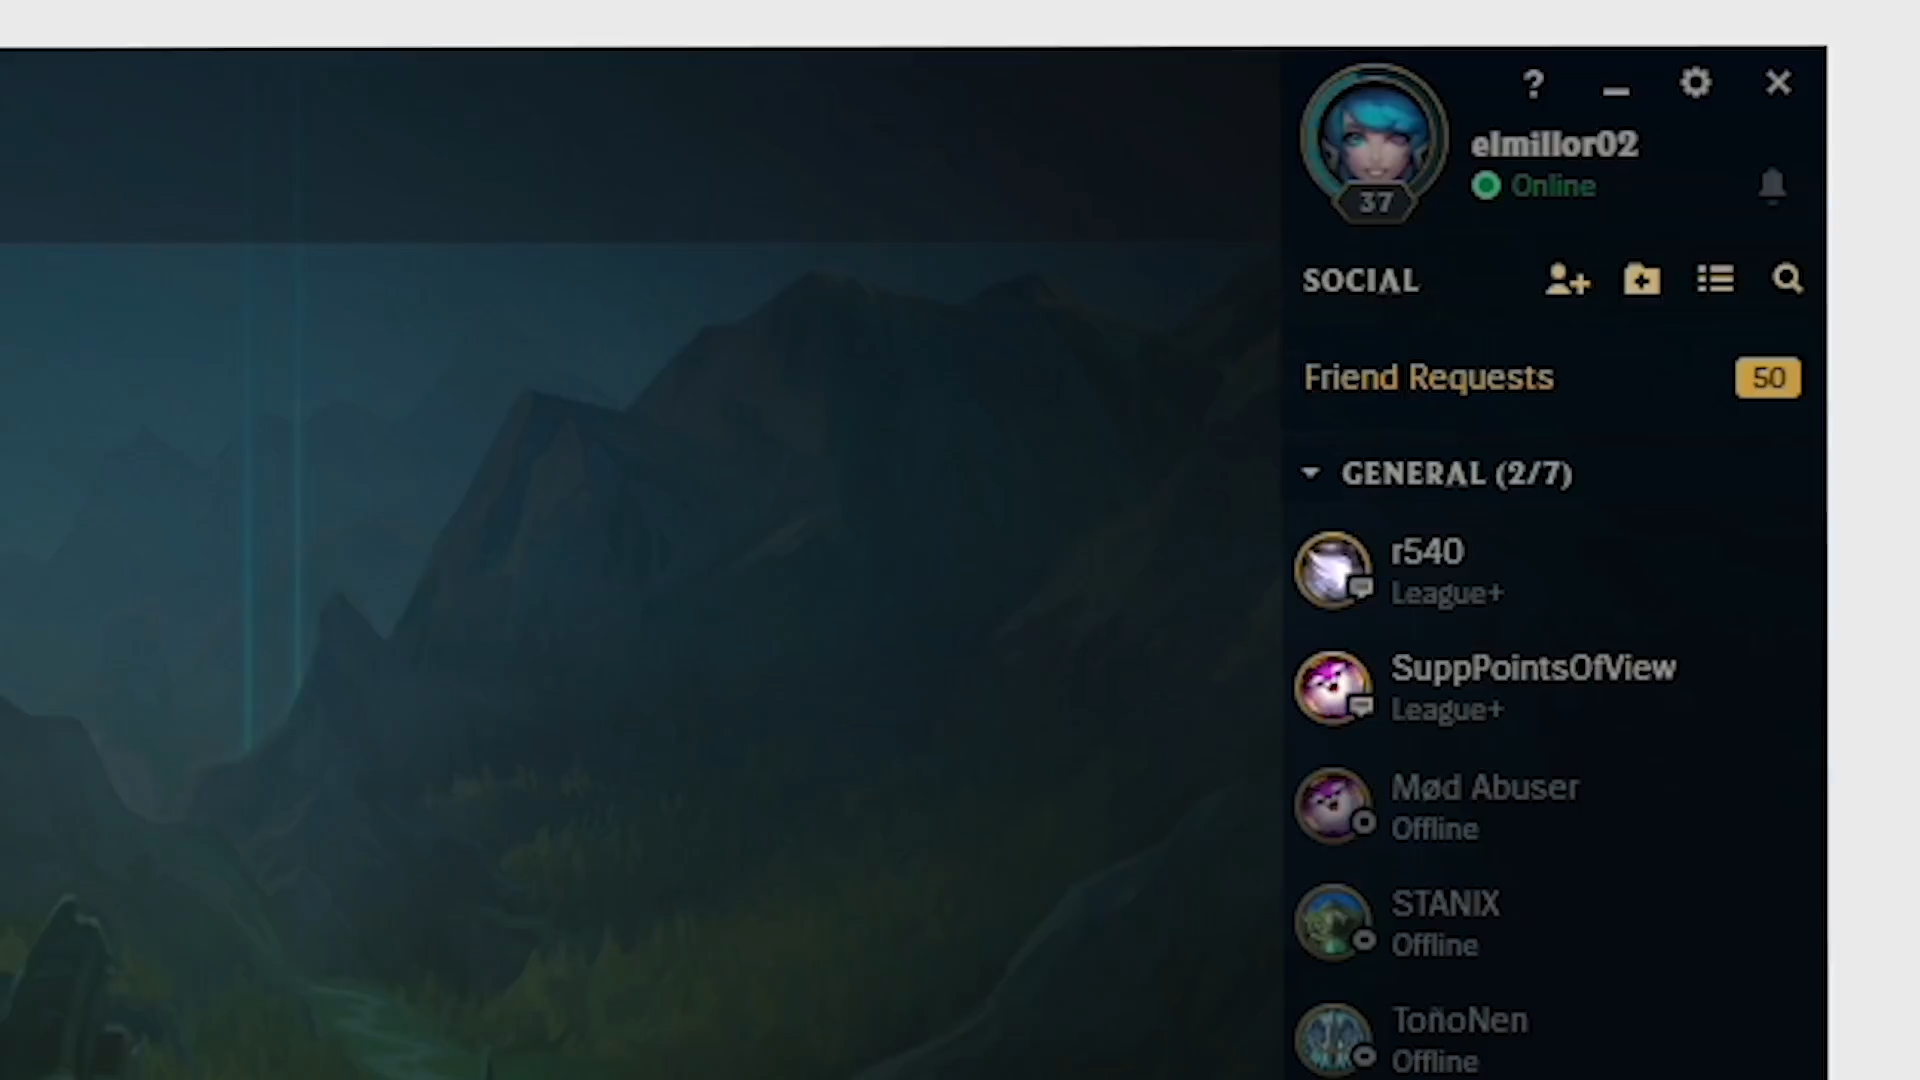 ?
elmillor02
Online
37
SOCIAL
Friend Requests
50
GENERAL (2/7)
r540
League+
SuppPointsOfView
League+
Mød Abuser
Offline
STANIX
Offline
ToñoNen
Offline